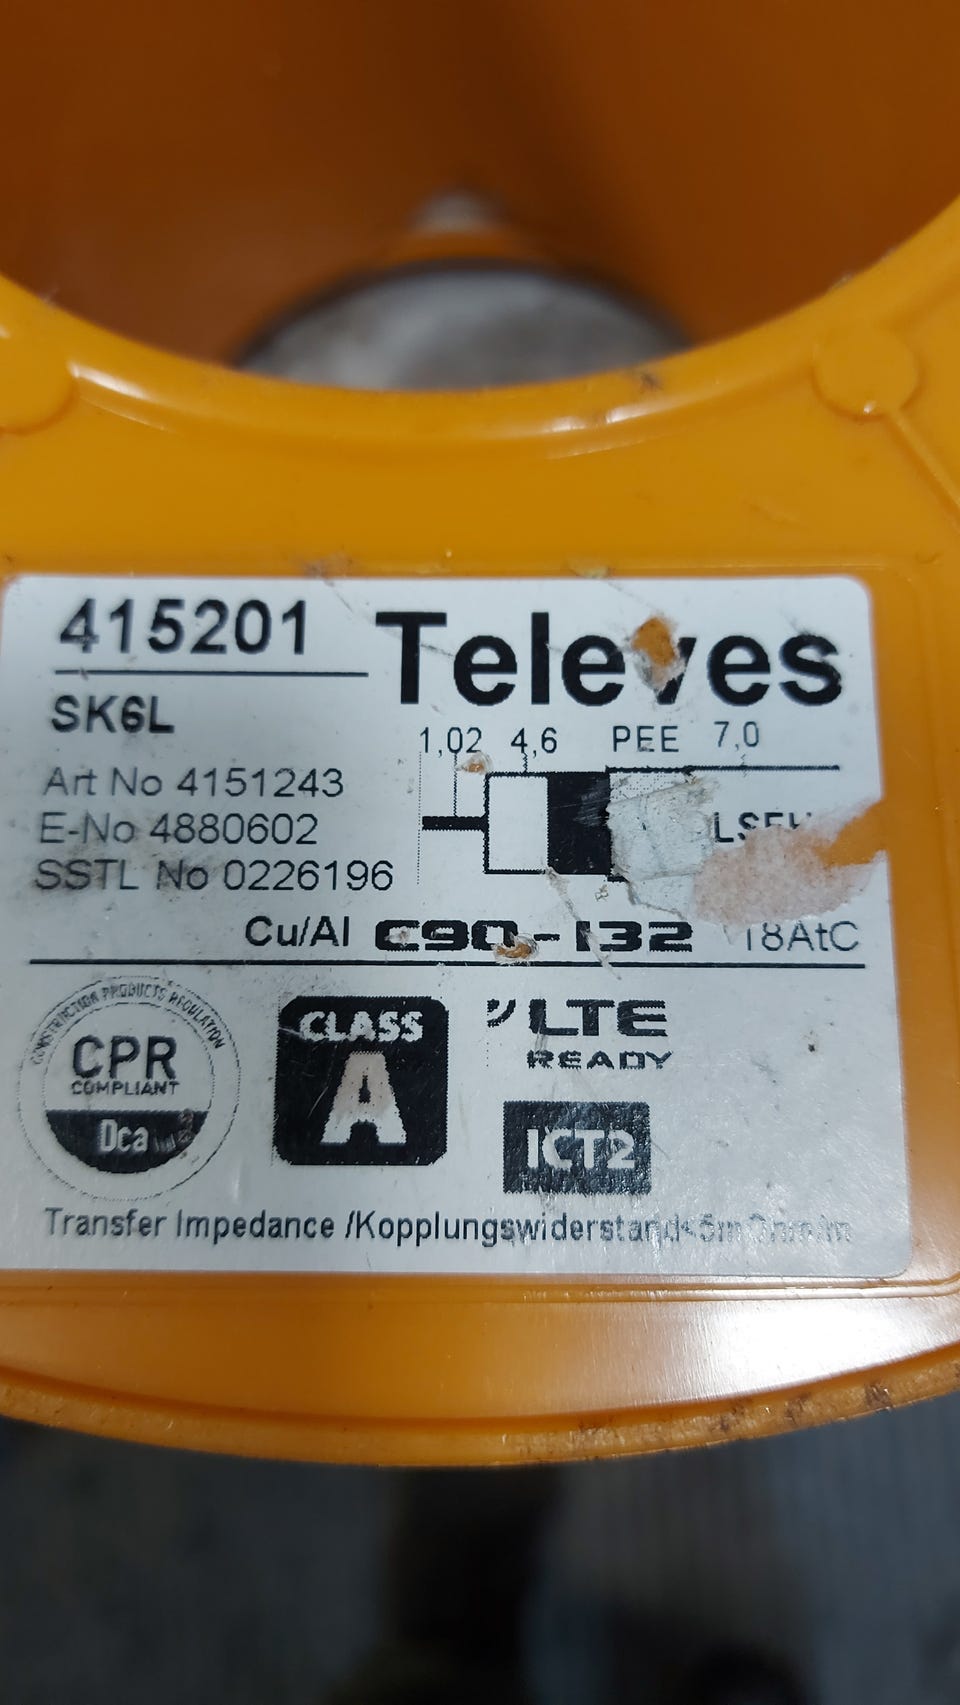 415201
Televes
SK6L
1,02 4,6 PEE 7,0
Art No 4151243
E-No 4880602
SSTL No 0226196
Cu/Al C90-132 18AtC
CONSTRUCTION PRODUCTS REGULATION
CPR
COMPLIANT
Dca
CLASS
A
LTE
READY
ICT2
Transfer Impedance /Kopplungswiderstand<5mOhm/m